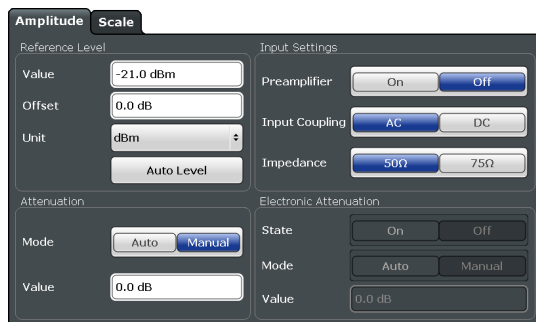 Amplitude Scale
Reference Level
Value -21.0 dBm
Offset 0.0 dB
Unit dBm
Auto Level
Input Settings
Preamplifier On Off
Input Coupling AC DC
Impedance 50Ω 75Ω
Attenuation
Mode Auto Manual
Value 0.0 dB
Electronic Attenuation
State On Off
Mode Auto Manual
Value 0.0 dB